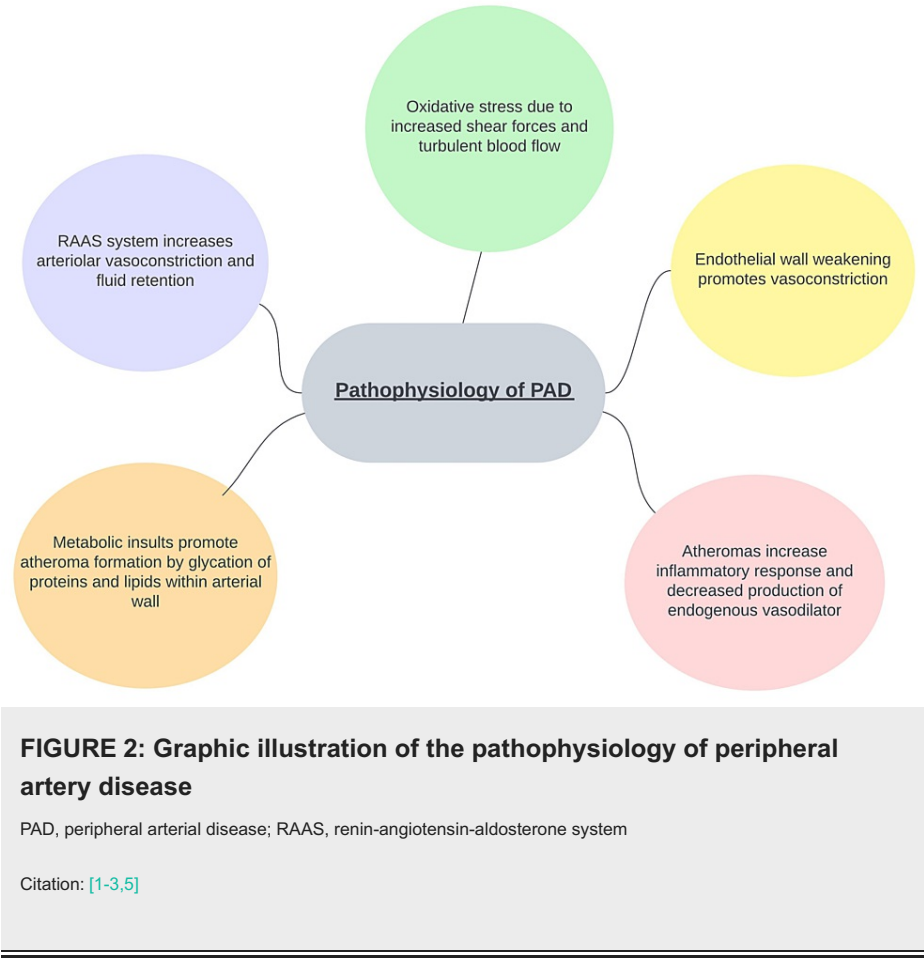 Oxidative stress due to
increased shear forces and
turbulent blood flow
RAAS system increases
arteriolar vasoconstriction and
fluid retention
Endothelial wall weakening
promotes vasoconstriction
Pathophysiology of PAD
Metabolic insults promote
atheroma formation by glycation of
proteins and lipids within arterial
wall
Atheromas increase
inflammatory response and
decreased production of
endogenous vasodilator
FIGURE 2: Graphic illustration of the pathophysiology of peripheral
artery disease
PAD, peripheral arterial disease; RAAS, renin-angiotensin-aldosterone system
Citation: [1-3,5]